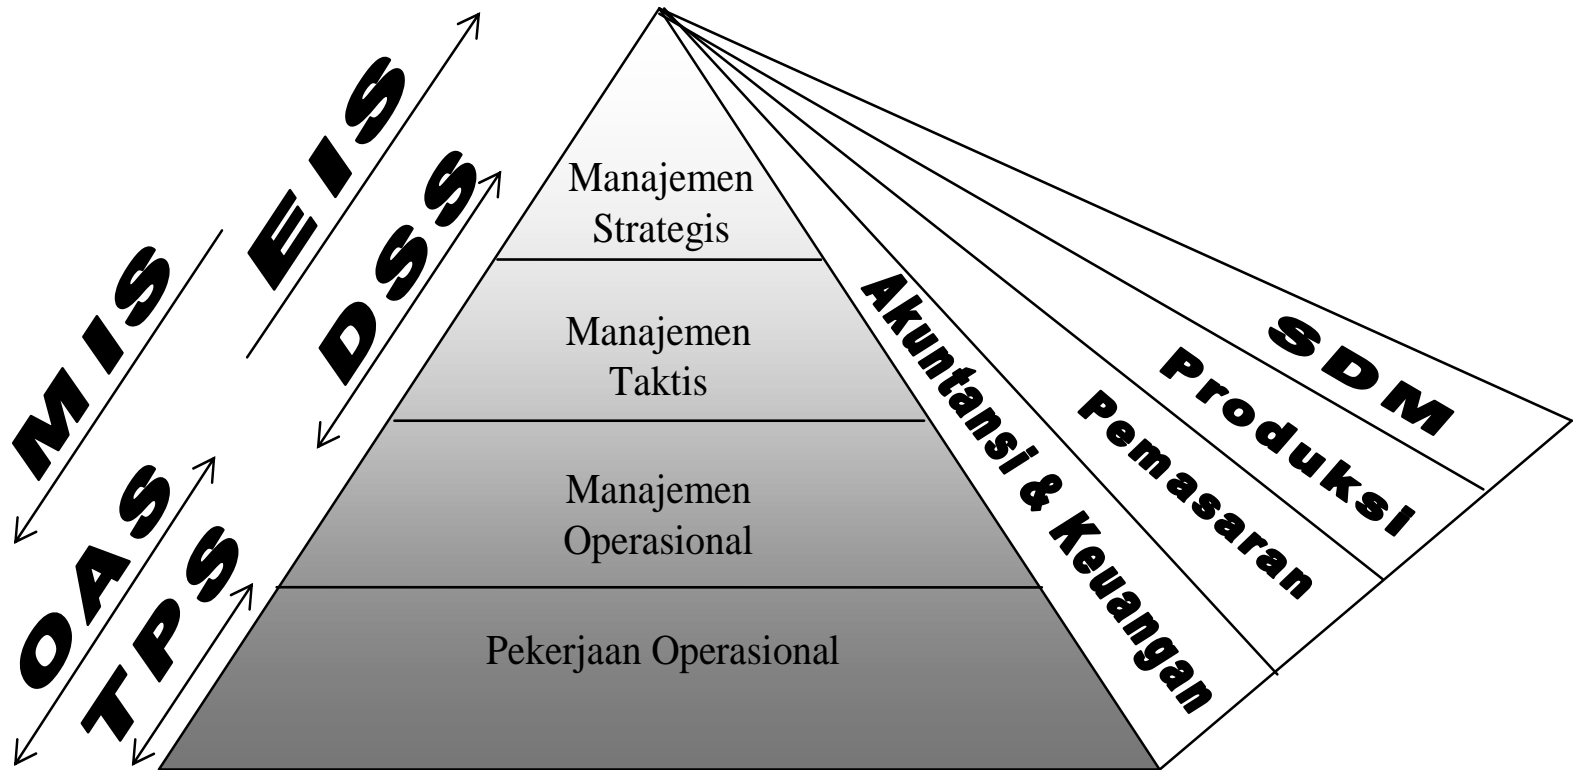 MIS
EIS
DSS
OAS
TPS
Manajemen
Strategis
Manajemen
Taktis
Manajemen
Operasional
Pekerjaan Operasional
Akuntansi & Keuangan
Pemasaran
Produksi
SDM